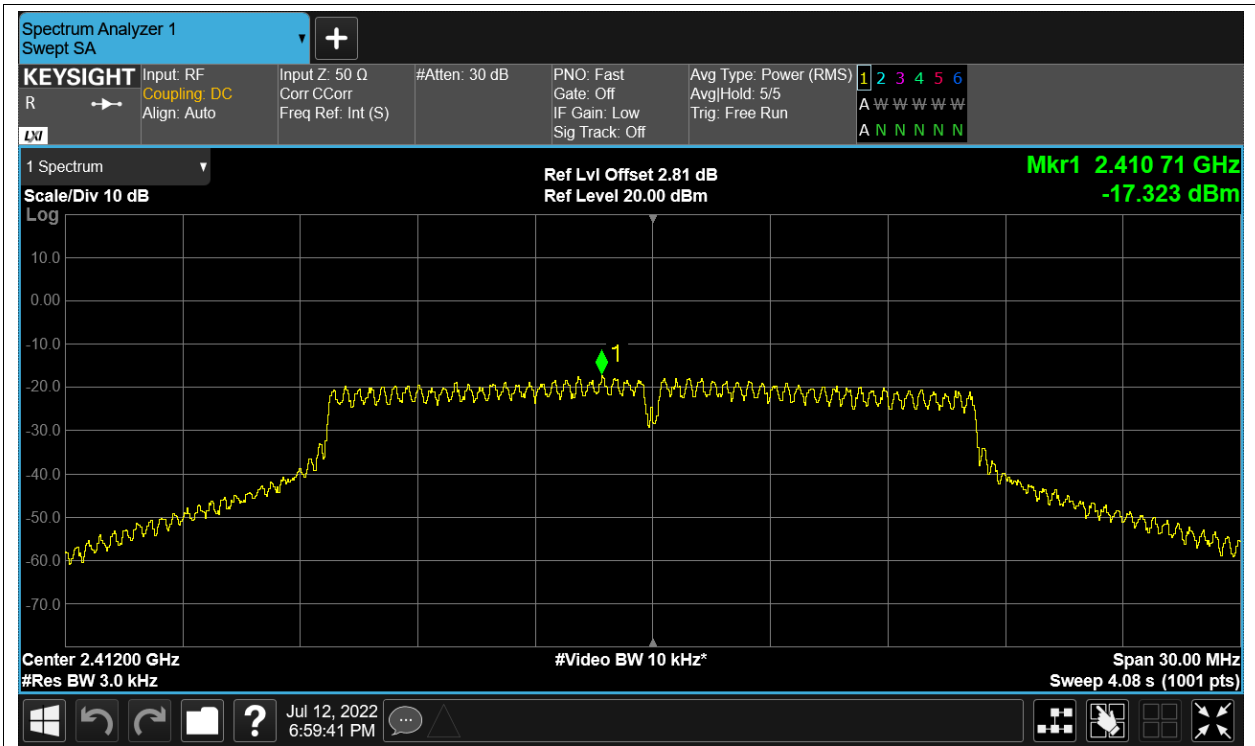 Spectrum Analyzer 1
Swept SA
+
KEYSIGHT
R
LXI
Input: RF
Coupling: DC
Align: Auto
Input Z: 50 Ω
Corr CCorr
Freq Ref: Int (S)
#Atten: 30 dB
PNO: Fast
Gate: Off
IF Gain: Low
Sig Track: Off
Avg Type: Power (RMS)
Avg|Hold: 5/5
Trig: Free Run
1 2 3 4 5 6
A W W W W W
A N N N N N
1 Spectrum
Scale/Div 10 dB
Ref Lvl Offset 2.81 dB
Ref Level 20.00 dBm
Mkr1 2.410 71 GHz
-17.323 dBm
Log
10.0
0.00
-10.0
1
-20.0
-30.0
-40.0
-50.0
-60.0
-70.0
Center 2.41200 GHz
#Video BW 10 kHz*
Span 30.00 MHz
#Res BW 3.0 kHz
Sweep 4.08 s (1001 pts)
?
Jul 12, 2022
6:59:41 PM